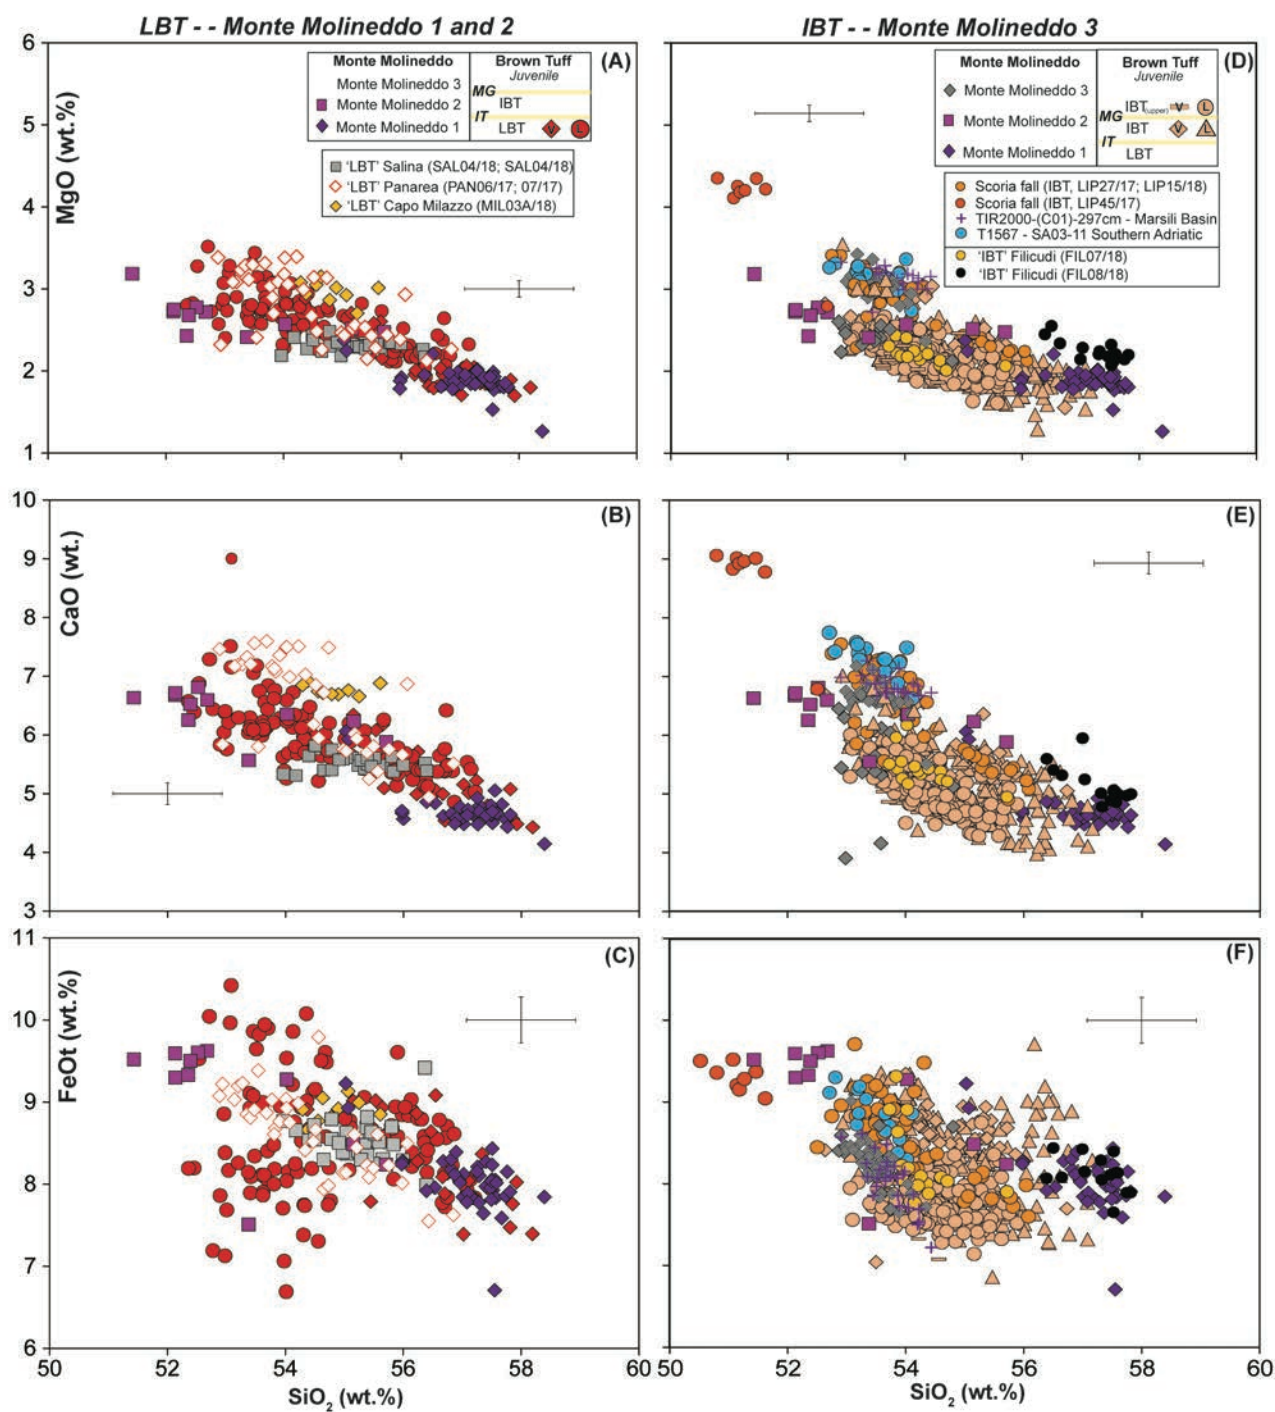 LBT - - Monte Molineddo 1 and 2
IBT - - Monte Molineddo 3
6
5
4
3
2
1
MgO (wt.%)
(A)
Monte Molineddo
Monte Molineddo 3
Monte Molineddo 2
Monte Molineddo 1
Brown Tuff
Juvenile
MG
IBT
IT
LBT V L
'LBT' Salina (SAL04/18; SAL04/18)
'LBT' Panarea (PAN06/17; 07/17)
'LBT' Capo Milazzo (MIL03A/18)
(D)
Monte Molineddo
Monte Molineddo 3
Monte Molineddo 2
Monte Molineddo 1
Brown Tuff
Juvenile
IBT(upper) V L
MG
IBT V L
IT
LBT
Scoria fall (IBT, LIP27/17; LIP15/18)
Scoria fall (IBT, LIP45/17)
TIR2000-(C01)-297cm - Marsili Basin
T1567 - SA03-11 Southern Adriatic
'IBT' Filicudi (FIL07/18)
'IBT' Filicudi (FIL08/18)
10
9
8
7
6
5
4
3
CaO (wt.)
(B)
(E)
11
10
9
8
7
6
FeOt (wt.%)
(C)
(F)
50 52 54 56 58 60
SiO2 (wt.%)
50 52 54 56 58 60
SiO2 (wt.%)